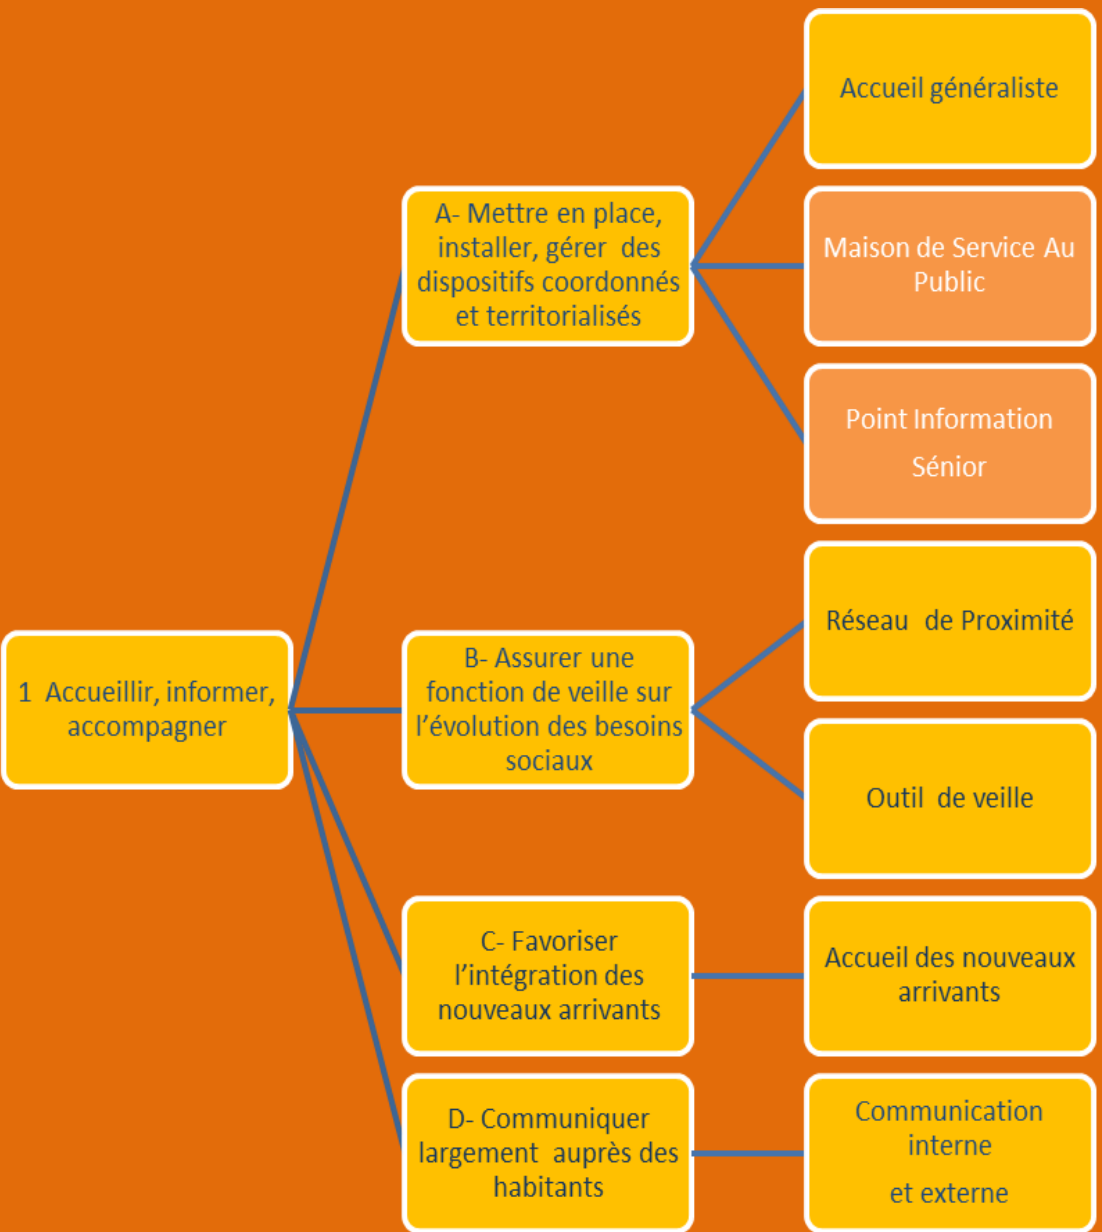 1 Accueillir, informer,
accompagner
A- Mettre en place,
installer, gérer des
dispositifs coordonnés
et territorialisés
Accueil généraliste
Maison de Service Au
Public
Point Information
Sénior
B- Assurer une
fonction de veille sur
l’évolution des besoins
sociaux
Réseau de Proximité
Outil de veille
C- Favoriser
l’intégration des
nouveaux arrivants
Accueil des nouveaux
arrivants
D- Communiquer
largement auprès des
habitants
Communication
interne
et externe